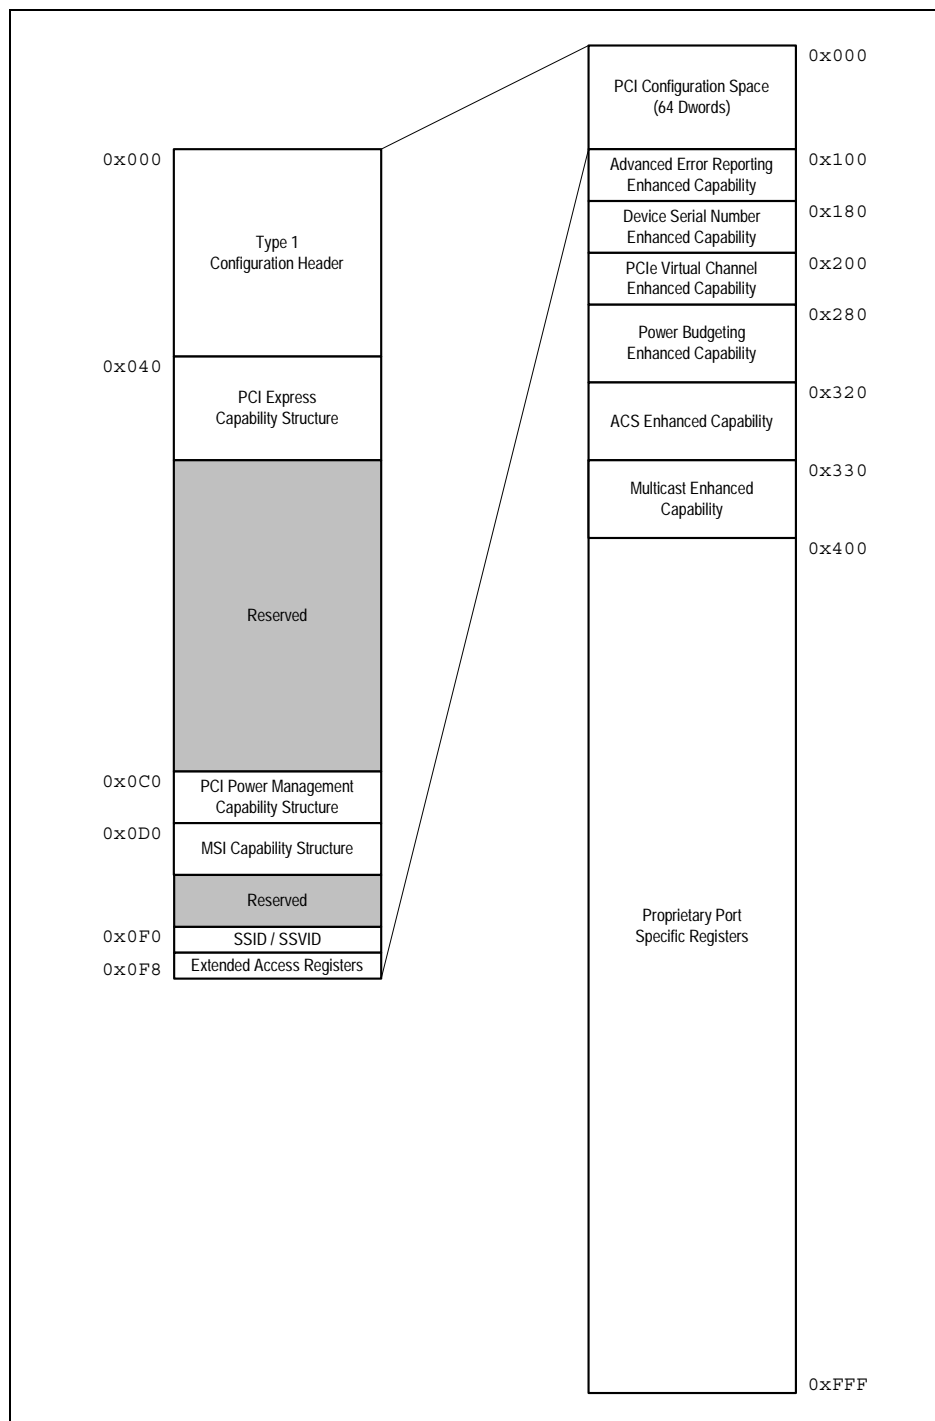 0x000
Type 1
Configuration Header
0x040
PCI Express
Capability Structure
Reserved
0x0C0
PCI Power Management
Capability Structure
0x0D0
MSI Capability Structure
Reserved
0x0F0
SSID / SSVID
0x0F8
Extended Access Registers
0x000
PCI Configuration Space
(64 Dwords)
0x100
Advanced Error Reporting
Enhanced Capability
0x180
Device Serial Number
Enhanced Capability
0x200
PCIe Virtual Channel
Enhanced Capability
0x280
Power Budgeting
Enhanced Capability
0x320
ACS Enhanced Capability
0x330
Multicast Enhanced
Capability
0x400
Proprietary Port
Specific Registers
0xFFF